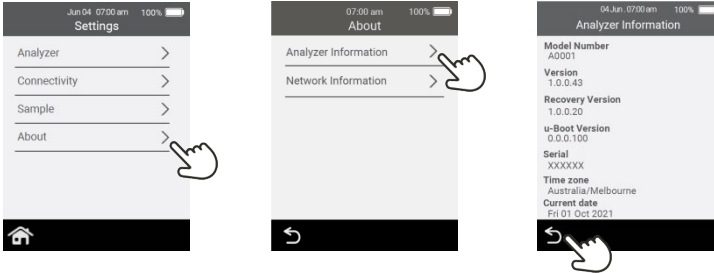 Jun 04 07:00 am 100%
Settings
Analyzer
Connectivity
Sample
About
07:00 am 100%
About
Analyzer Information
Network Information
04 Jun . 07:00 am 100%
Analyzer Information
Model Number
A0001
Version
1.0.0.43
Recovery Version
1.0.0.20
u-Boot Version
0.0.0.100
Serial
XXXXXX
Time zone
Australia/Melbourne
Current date
Fri 01 Oct 2021